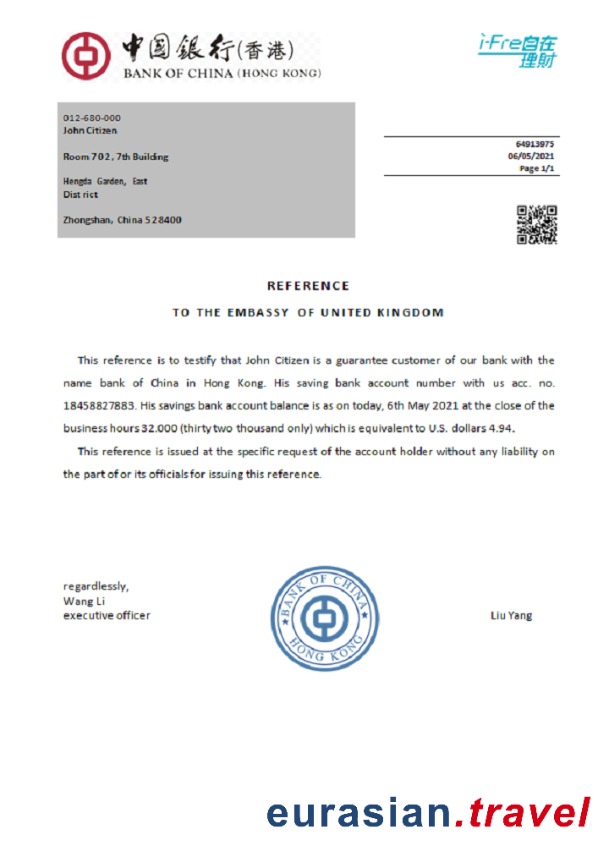 中国銀行(香港)
BANK OF CHINA (HONG KONG)
i-Free自在
理財
012-680-000
John Citizen
Room 702, 7th Building
Hengda Garden, East
District
Zhongshan, China 528400
64913975
06/05/2021
Page 1/1
REFERENCE
TO THE EMBASSY OF UNITED KINGDOM
This reference is to testify that John Citizen is a guarantee customer of our bank with the
name bank of China in Hong Kong. His saving bank account number with us acc. no.
18458827883. His savings bank account balance is as on today, 6th May 2021 at the close of the
business hours 32.000 (thirty two thousand only) which is equivalent to U.S. dollars 4.94.
This reference is issued at the specific request of the account holder without any liability on
the part of or its officials for issuing this reference.
regardlessly,
Wang Li
executive officer
BANK OF CHINA
HONG KONG
Liu Yang
eurasian.travel